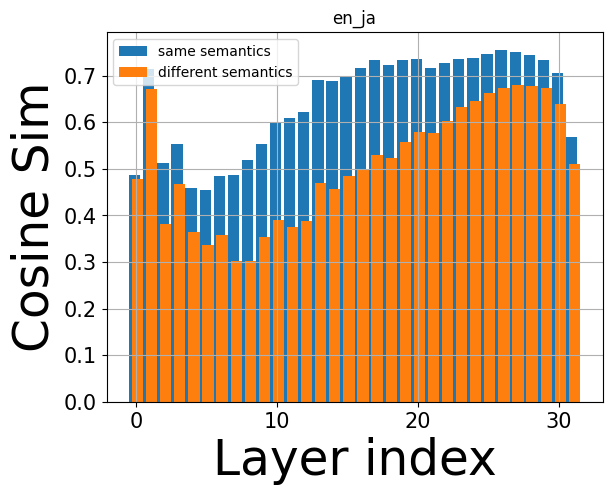 en_ja
same semantics
different semantics
Cosine Sim
0.7
0.6
0.5
0.4
0.3
0.2
0.1
0.0
0 10 20 30
Layer index